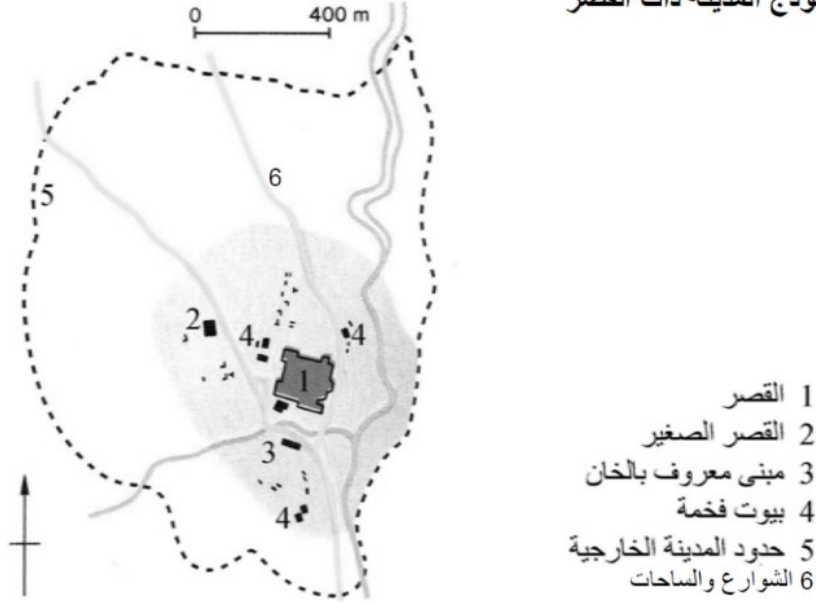 المدينة ذات القصر
0 400 m
5
6
2
4
4
1
3
4
1 القصر
2 القصر الصغير
3 مبنى معروف بالخان
4 بيوت فخمة
5 حدود المدينة الخارجية
6 الشوارع والساحات